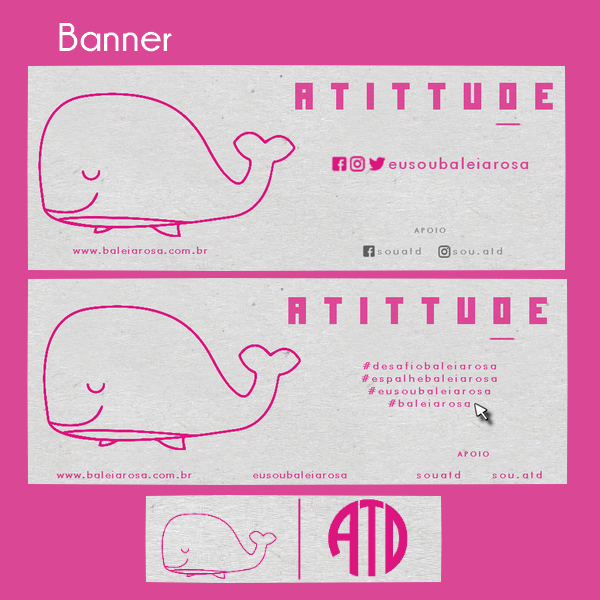 Banner
ATITTUDE
eusoubaleiarosa
APOIO
www.baleiarosa.com.br
souatd sou.atd
ATITTUDE
#desafiobaleiarosa
#espalhebaleiarosa
#eusoubaleiarosa
#baleiarosa
APOIO
www.baleiarosa.com.br eusoubaleiarosa souatd sou.atd
ATD